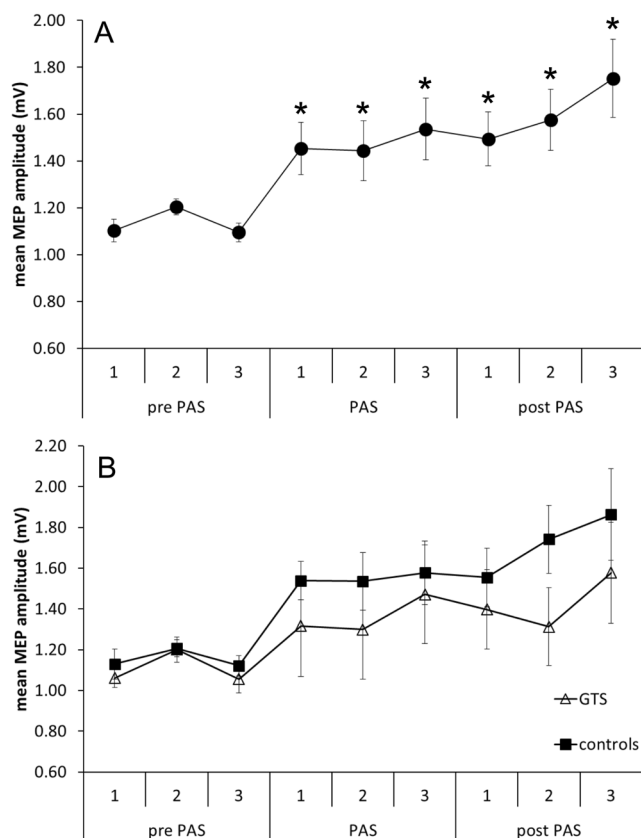 A
mean MEP amplitude (mV)
2.00
1.80
1.60
1.40
1.20
1.00
0.80
0.60
* * * * * *
1 2 3 1 2 3 1 2 3
pre PAS PAS post PAS
B
mean MEP amplitude (mV)
2.20
2.00
1.80
1.60
1.40
1.20
1.00
0.80
0.60
GTS
controls
1 2 3 1 2 3 1 2 3
pre PAS PAS post PAS